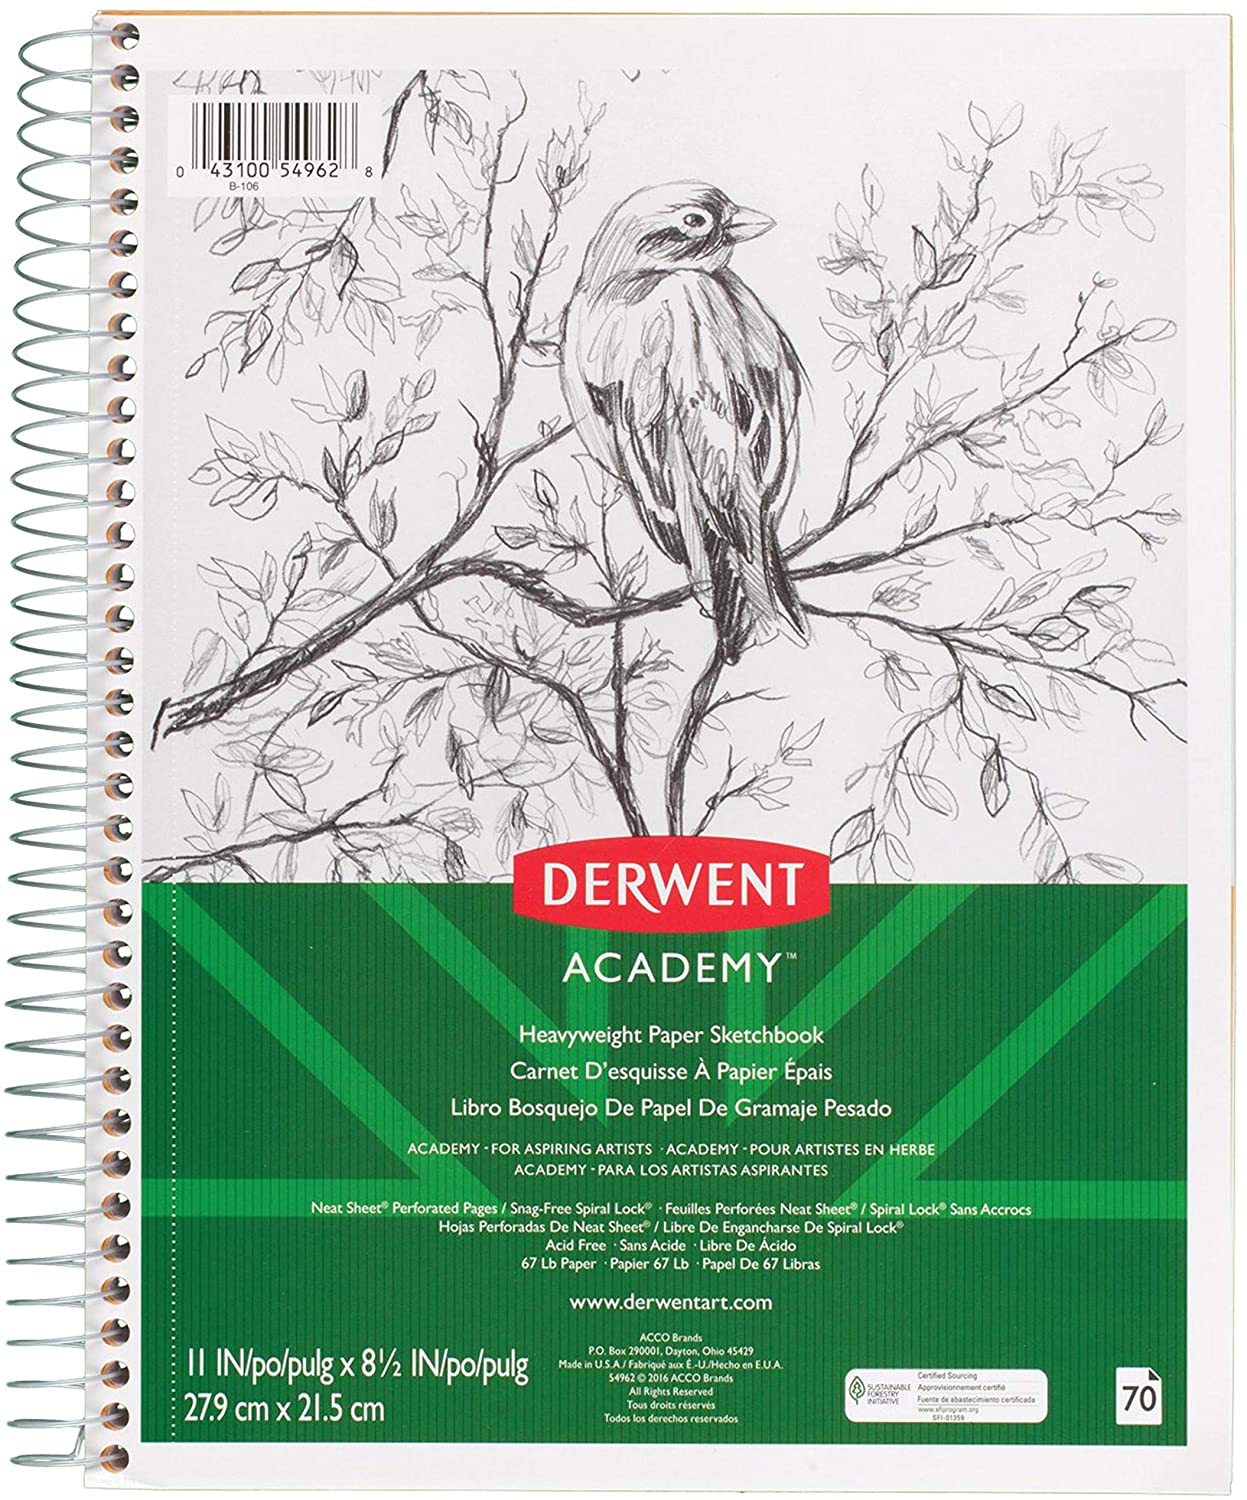 0 43100 54962 8
B-106
DERWENT
ACADEMY™
Heavyweight Paper Sketchbook
Carnet D'esquisse À Papier Épais
Libro Bosquejo De Papel De Gramaje Pesado
ACADEMY - FOR ASPIRING ARTISTS · ACADEMY - POUR ARTISTES EN HERBE
ACADEMY - PARA LOS ARTISTAS ASPIRANTES
Neat Sheet® Perforated Pages / Snag-Free Spiral Lock® · Feuilles Perforées Neat Sheet® / Spiral Lock® Sans Accrocs
Hojas Perforadas De Neat Sheet® / Libre De Engancharse De Spiral Lock®
Acid Free · Sans Acide · Libre De Ácido
67 Lb Paper · Papier 67 Lb · Papel De 67 Libras
www.derwentart.com
ACCO Brands
P.O. Box 290001, Dayton, Ohio 45429
Made in U.S.A./ Fabriqué aux É.-U./Hecho en E.U.A.
54962 © 2016 ACCO Brands
All Rights Reserved
Tous droits réservés
Todos los derechos reservados
11 IN/po/pulg x 8½ IN/po/pulg
27.9 cm x 21.5 cm
SUSTAINABLE
FORESTRY
INITIATIVE
Certified Sourcing
Approvisionnement certifié
Fuente de abastecimiento certificada
www.sfiprogram.org
SFI-01359
70